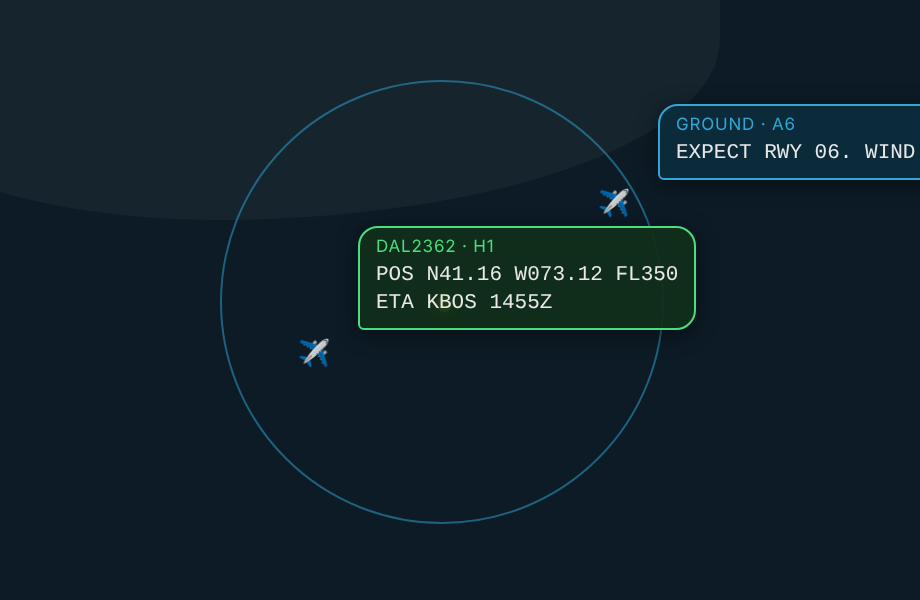 GROUND · A6
EXPECT RWY 06. WIND
DAL2362 · H1
POS N41.16 W073.12 FL350
ETA KBOS 1455Z